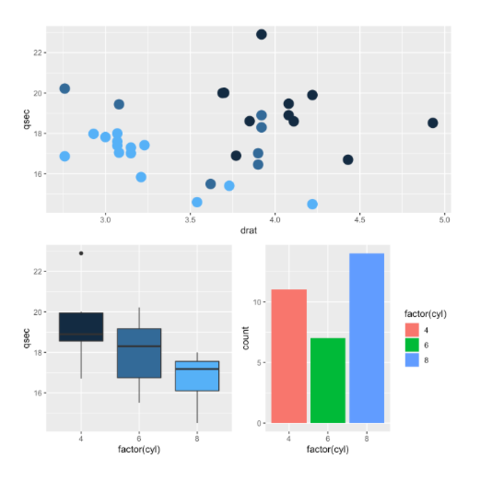 22
20
18
16
qsec
3.0 3.5 4.0 4.5 5.0
drat
22
20
18
16
qsec
4 6 8
factor(cyl)
10
5
0
count
4 6 8
factor(cyl)
factor(cyl)
4
6
8